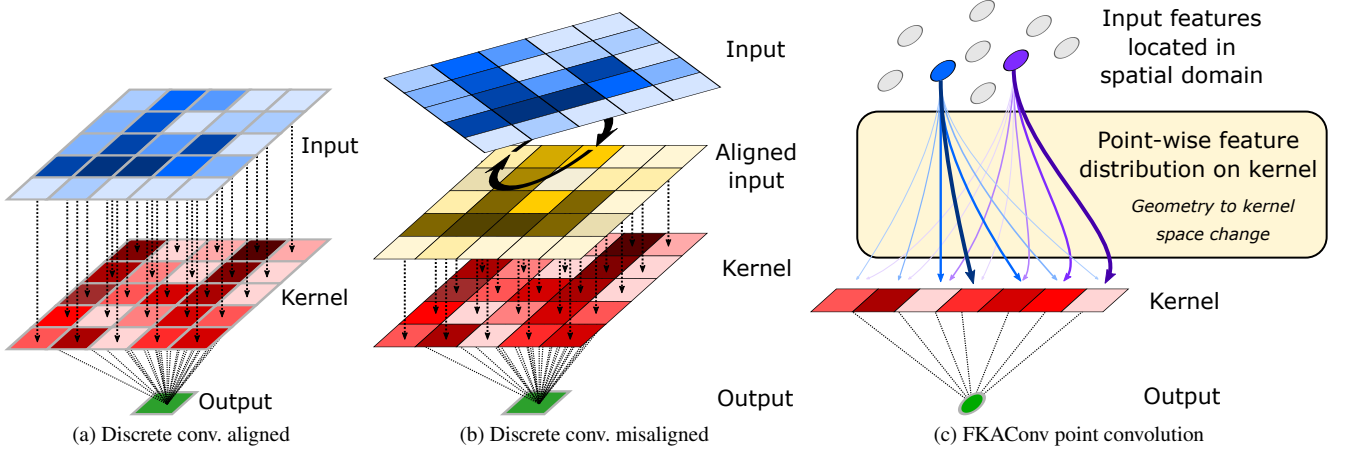 Input
Kernel
Output
(a) Discrete conv. aligned
Input
Aligned
input
Kernel
Output
(b) Discrete conv. misaligned
Input features
located in
spatial domain
Point-wise feature
distribution on kernel
Geometry to kernel
space change
Kernel
Output
(c) FKAConv point convolution